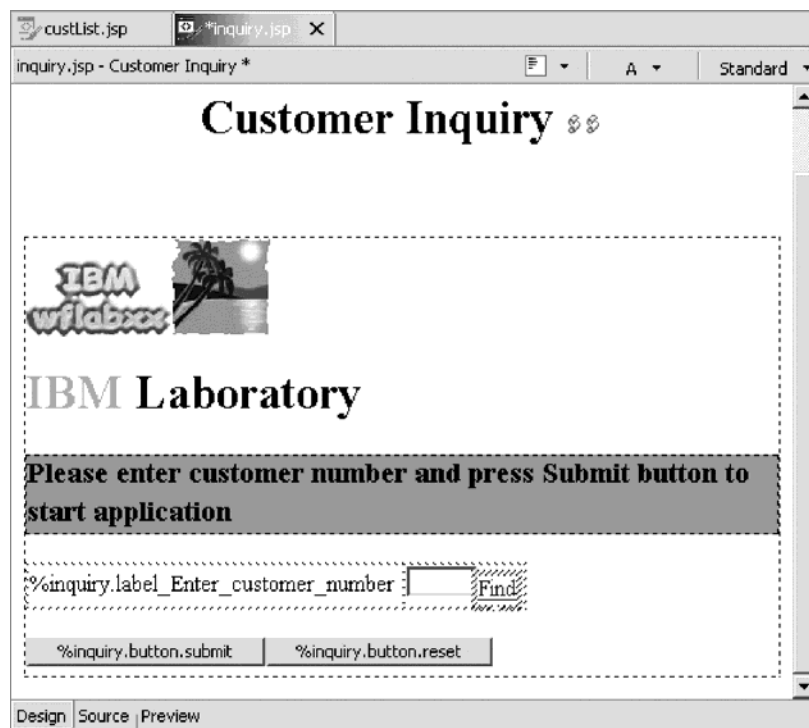 custList.jsp
*inquiry.jsp
inquiry.jsp - Customer Inquiry *
A
Standard
Customer Inquiry
IBM
wflabxx
IBM Laboratory
Please enter customer number and press Submit button to
start application
%inquiry.label_Enter_customer_number
Find
%inquiry.button.submit
%inquiry.button.reset
Design
Source
Preview